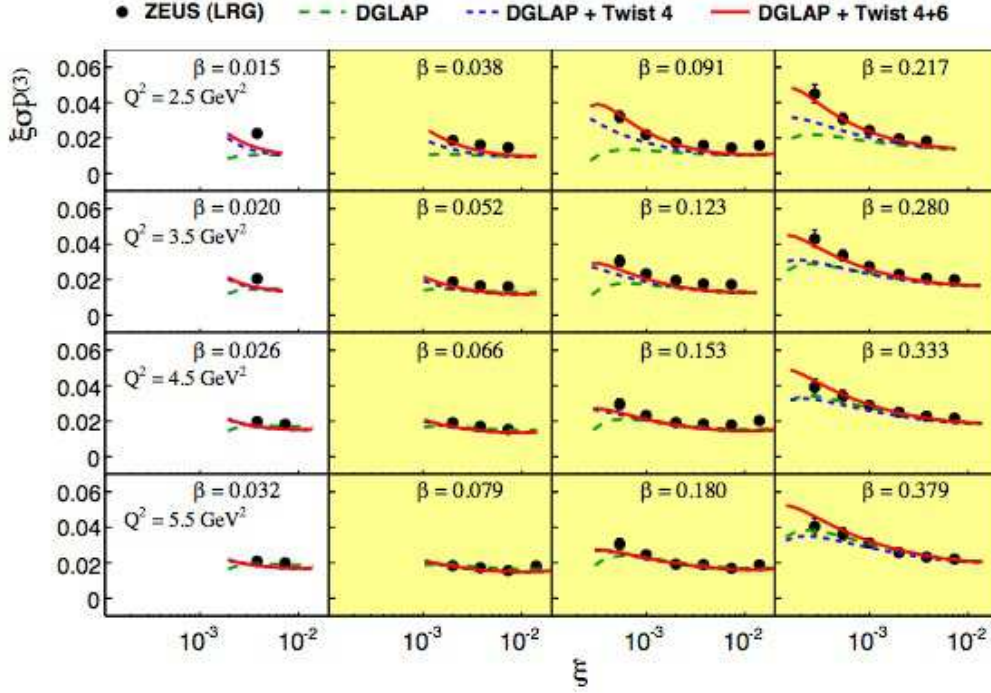 ZEUS (LRG) DGLAP DGLAP + Twist 4 DGLAP + Twist 4+6
ξσD(3)
0.06 β = 0.015 β = 0.038 β = 0.091 β = 0.217
Q² = 2.5 GeV²
0.04
0.02
0
0.06 β = 0.020 β = 0.052 β = 0.123 β = 0.280
Q² = 3.5 GeV²
0.04
0.02
0
0.06 β = 0.026 β = 0.066 β = 0.153 β = 0.333
Q² = 4.5 GeV²
0.04
0.02
0
0.06 β = 0.032 β = 0.079 β = 0.180 β = 0.379
Q² = 5.5 GeV²
0.04
0.02
0
10⁻³ 10⁻² 10⁻³ 10⁻² 10⁻³ 10⁻² 10⁻³ 10⁻²
ξ